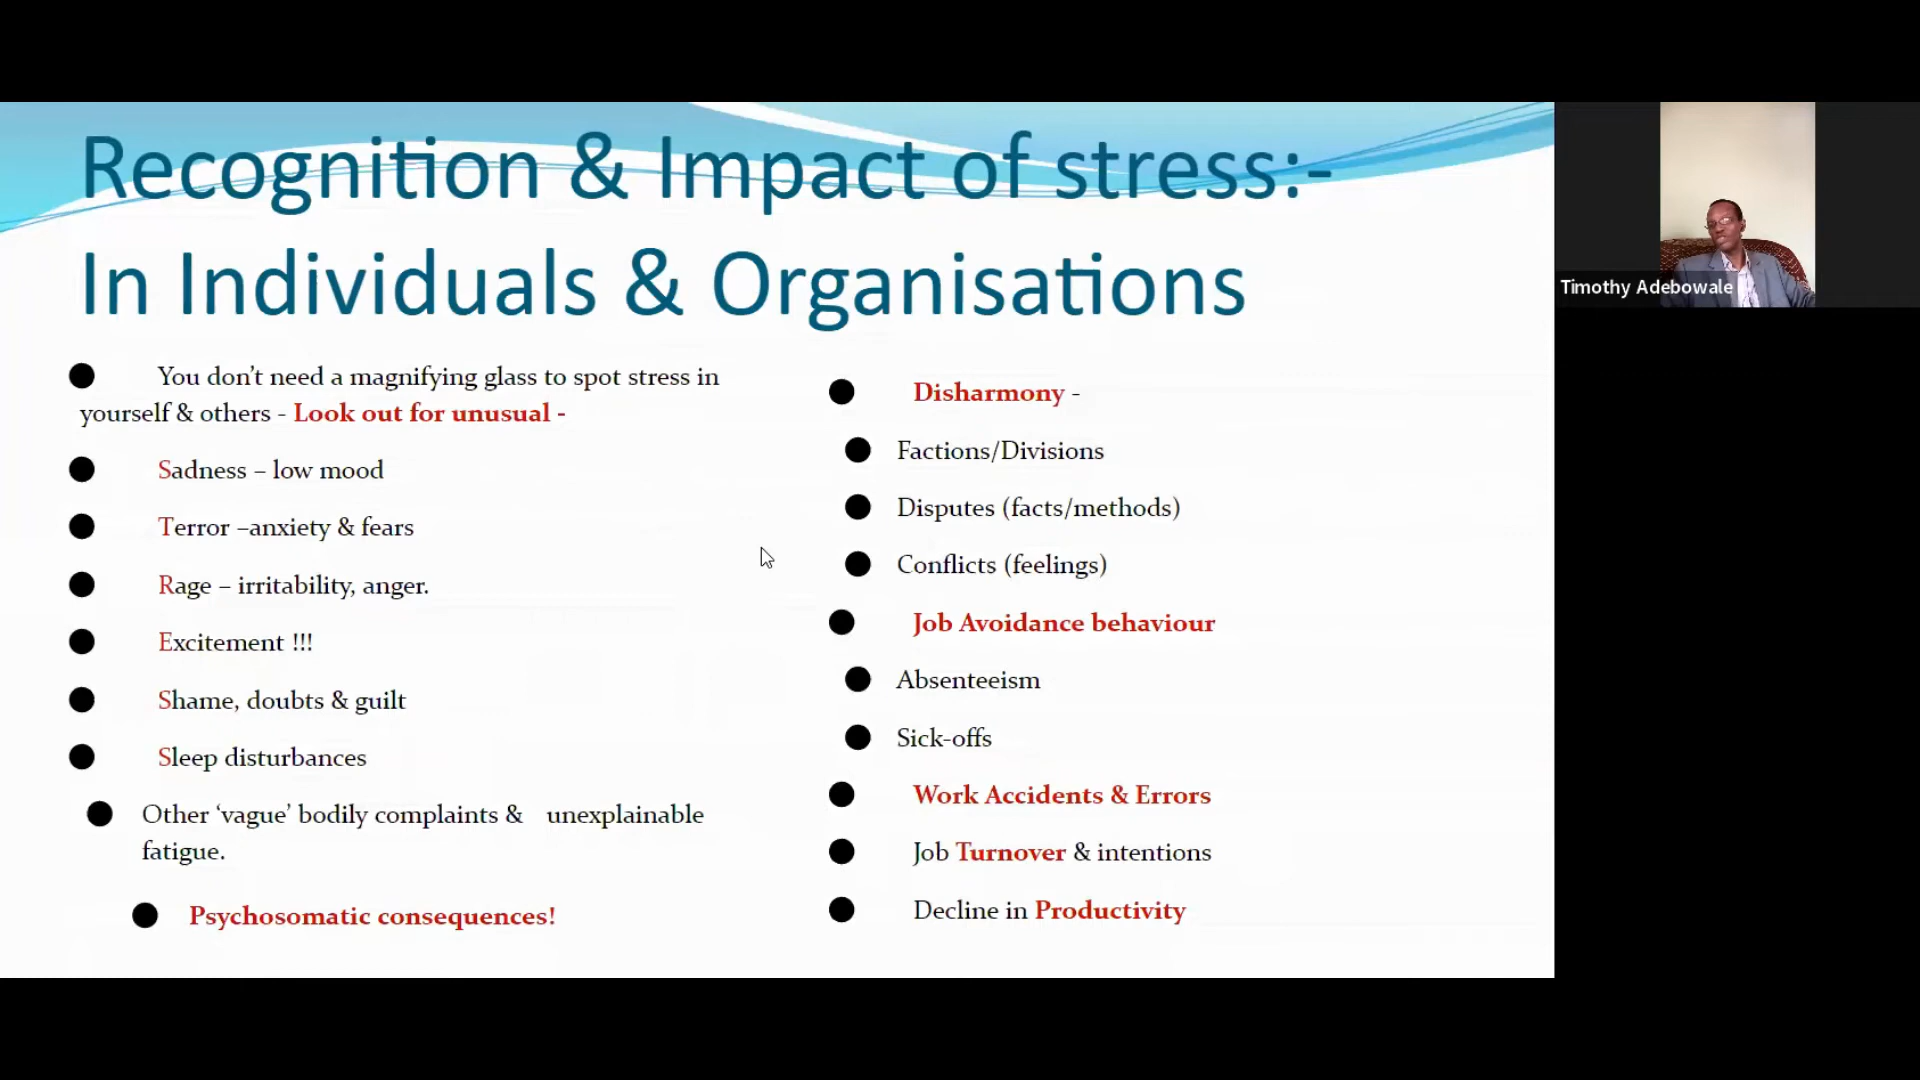 Recognition & Impact of stress:-
In Individuals & Organisations
You don’t need a magnifying glass to spot stress in
yourself & others - Look out for unusual -
Sadness – low mood
Terror –anxiety & fears
Rage – irritability, anger.
Excitement !!!
Shame, doubts & guilt
Sleep disturbances
Other ‘vague’ bodily complaints & unexplainable
fatigue.
Psychosomatic consequences!
Disharmony -
Factions/Divisions
Disputes (facts/methods)
Conflicts (feelings)
Job Avoidance behaviour
Absenteeism
Sick-offs
Work Accidents & Errors
Job Turnover & intentions
Decline in Productivity
Timothy Adebowale